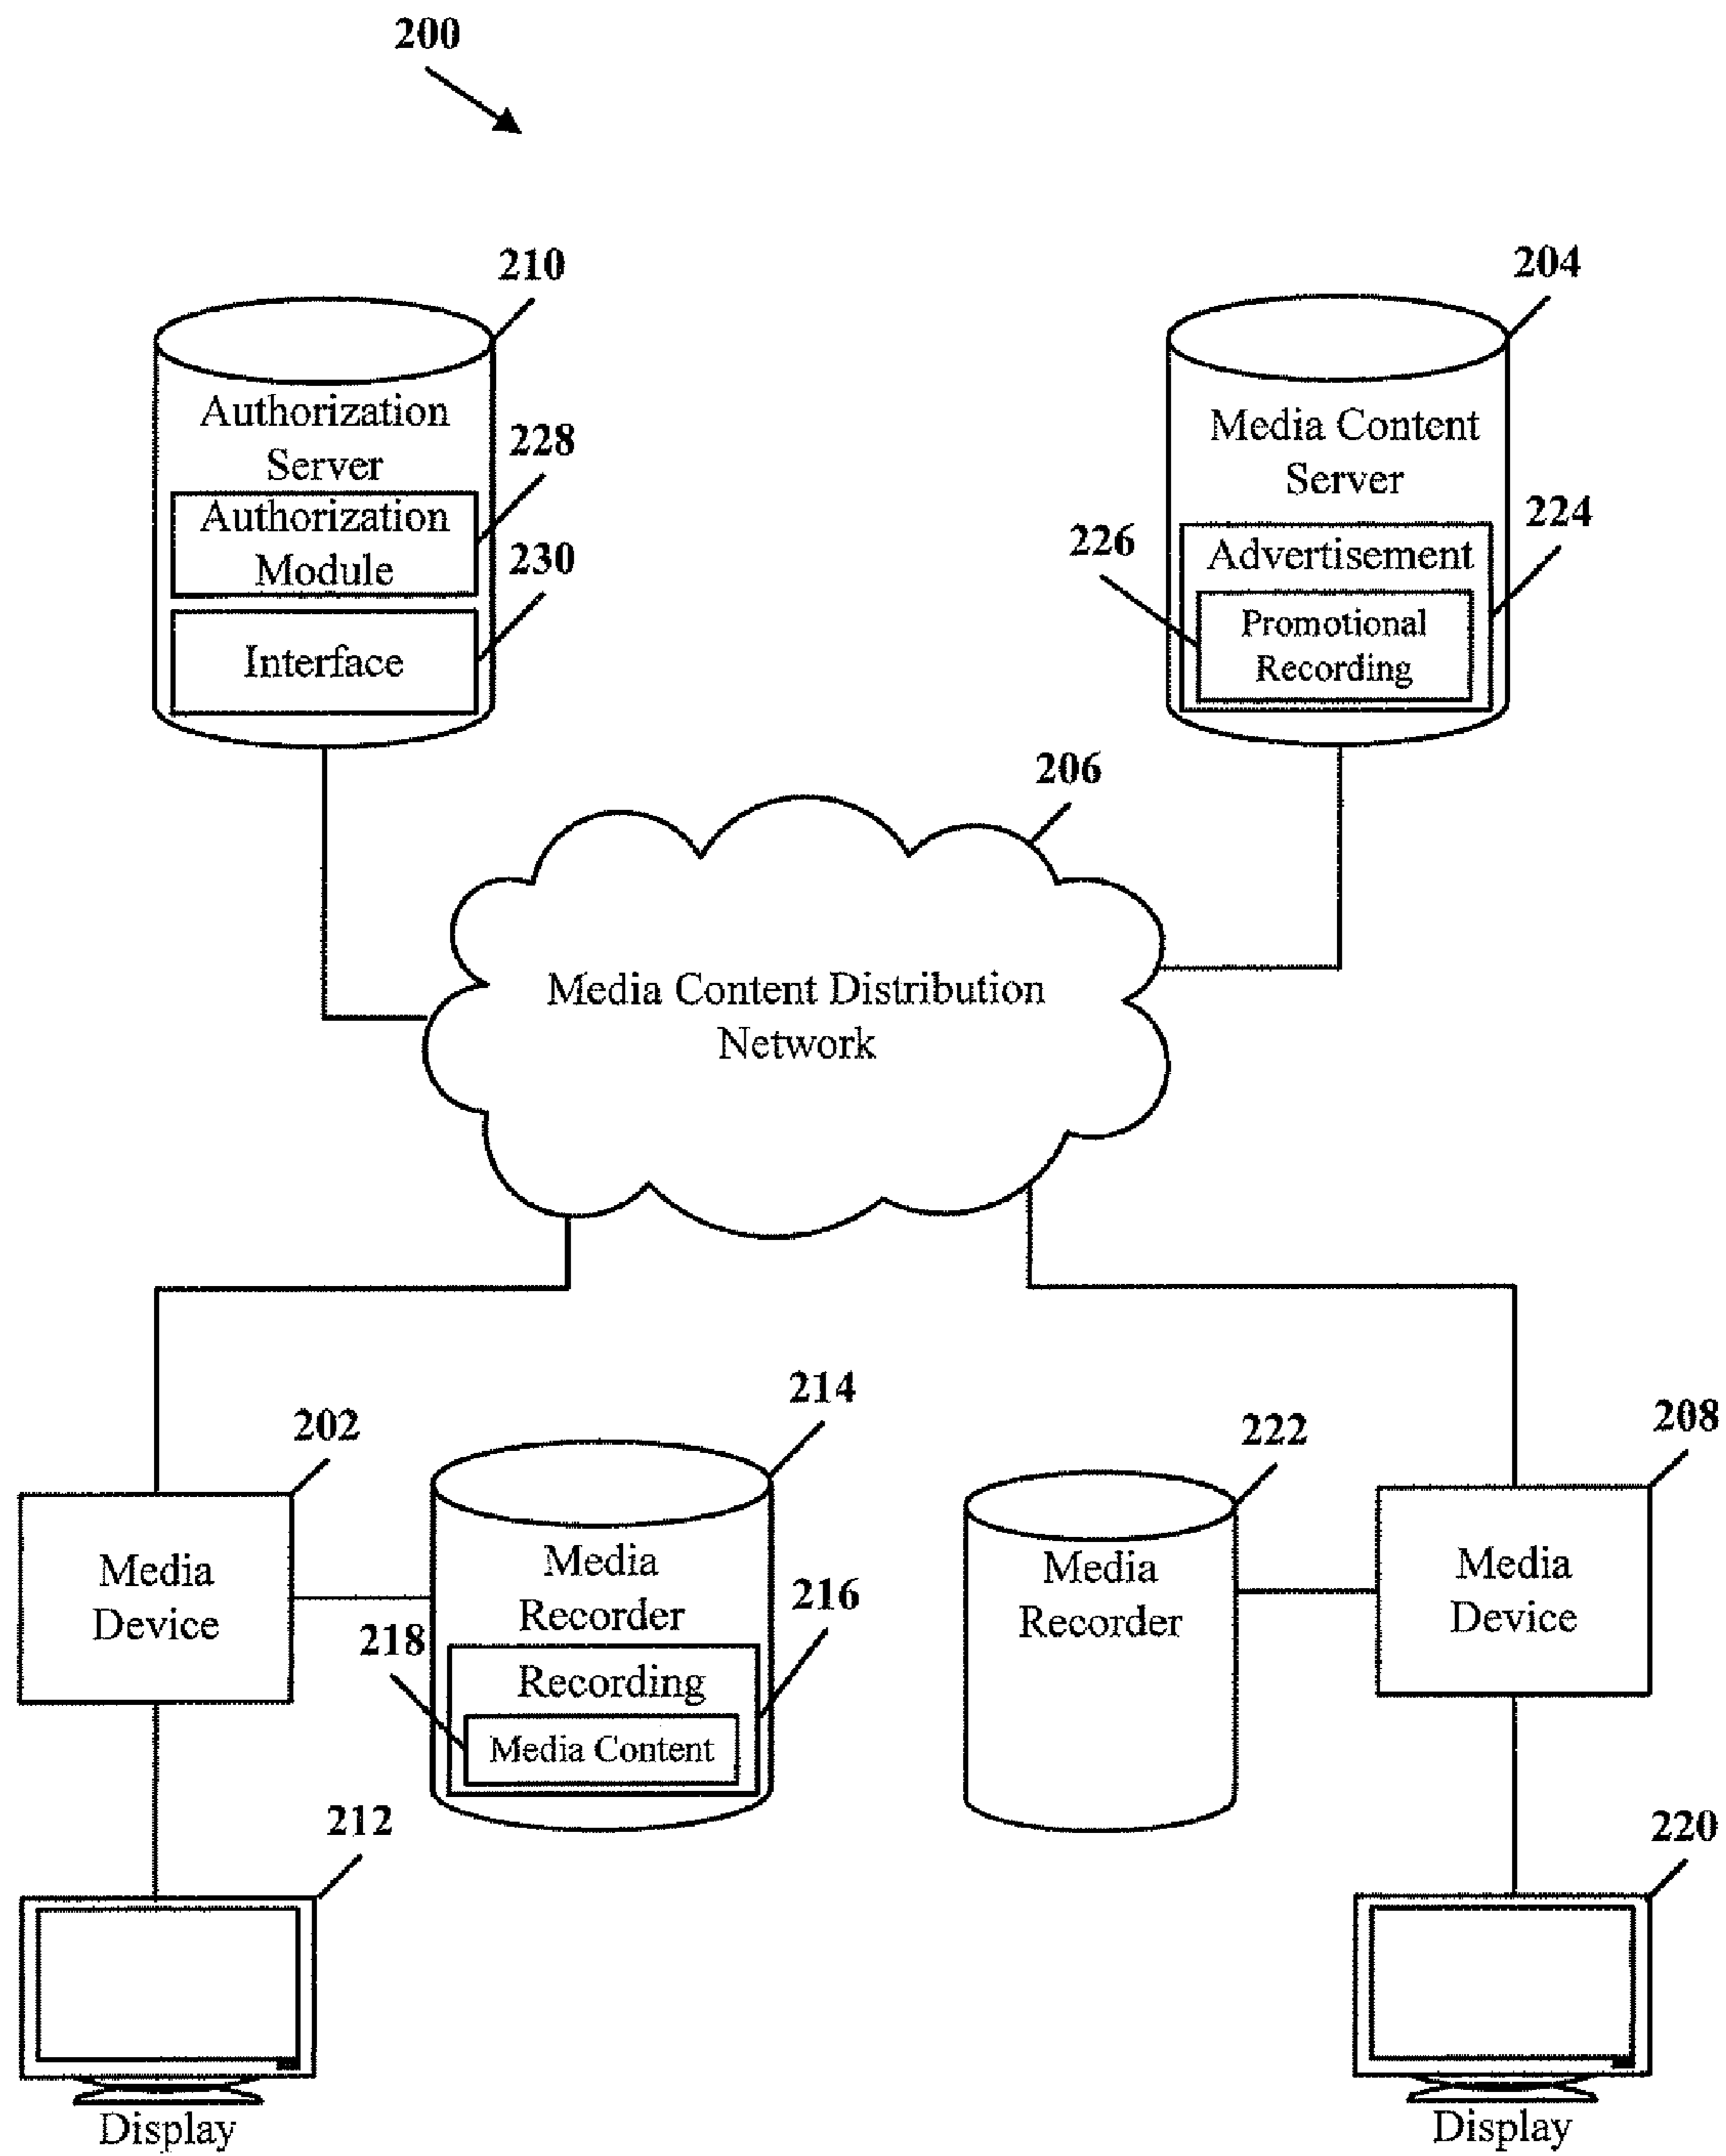 200
210
204
Authorization
Server
228
Authorization
Module
230
Interface
Media Content
Server
224
226
Advertisement
Promotional
Recording
206
Media Content Distribution
Network
202
214
222
208
Media
Device
Media
Recorder
216
218
Recording
Media Content
Media
Recorder
Media
Device
212
220
Display
Display